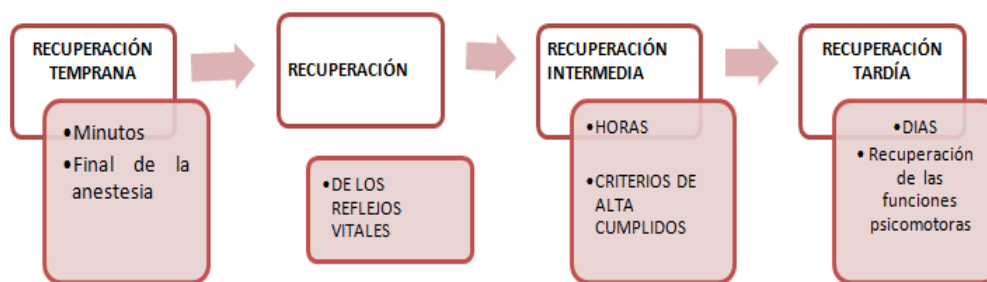 RECUPERACIÓN
TEMPRANA
•Minutos
•Final de la
anestesia
RECUPERACIÓN
•DE LOS
REFLEJOS
VITALES
RECUPERACIÓN
INTERMEDIA
•HORAS
•CRITERIOS DE
ALTA
CUMPLIDOS
RECUPERACIÓN
TARDÍA
•DIAS
•Recuperación
de las
funciones
psicomotoras